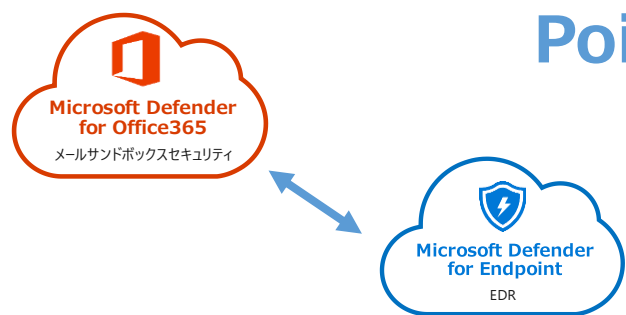 Poi
Microsoft Defender
for Office365
メールサンドボックスセキュリティ
Microsoft Defender
for Endpoint
EDR